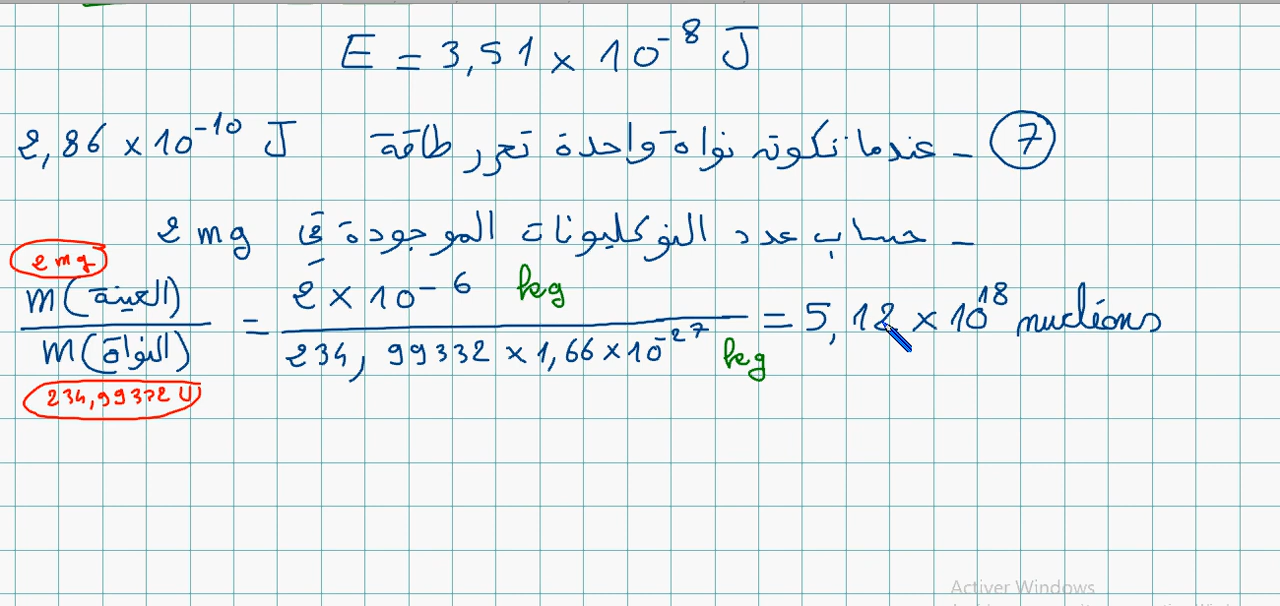 E = 3,51 × 10⁻⁸ J
⑦ - عندما تتكون نواة واحدة تحرر طاقة 2,86 × 10⁻¹⁰ J
- حساب عدد النوكليونات الموجودة في 2 mg
2 mg
m(العينة) / m(النواة) = 2 × 10⁻⁶ kg / 234,99332 × 1,66 × 10⁻²⁷ kg = 5,12 × 10¹⁸ nucléons
234,99332 U
Activer Windows